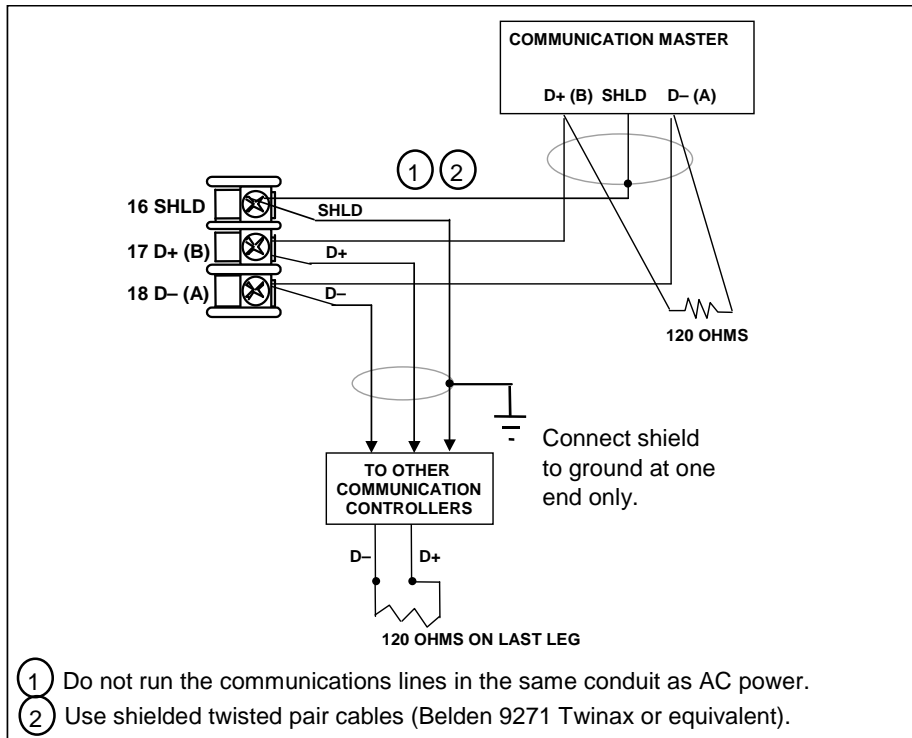 COMMUNICATION MASTER
D+ (B) SHLD D– (A)
1 2
16 SHLD
SHLD
17 D+ (B)
D+
18 D– (A)
D–
120 OHMS
Connect shield
to ground at one
end only.
TO OTHER
COMMUNICATION
CONTROLLERS
D– D+
120 OHMS ON LAST LEG
1 Do not run the communications lines in the same conduit as AC power.
2 Use shielded twisted pair cables (Belden 9271 Twinax or equivalent).